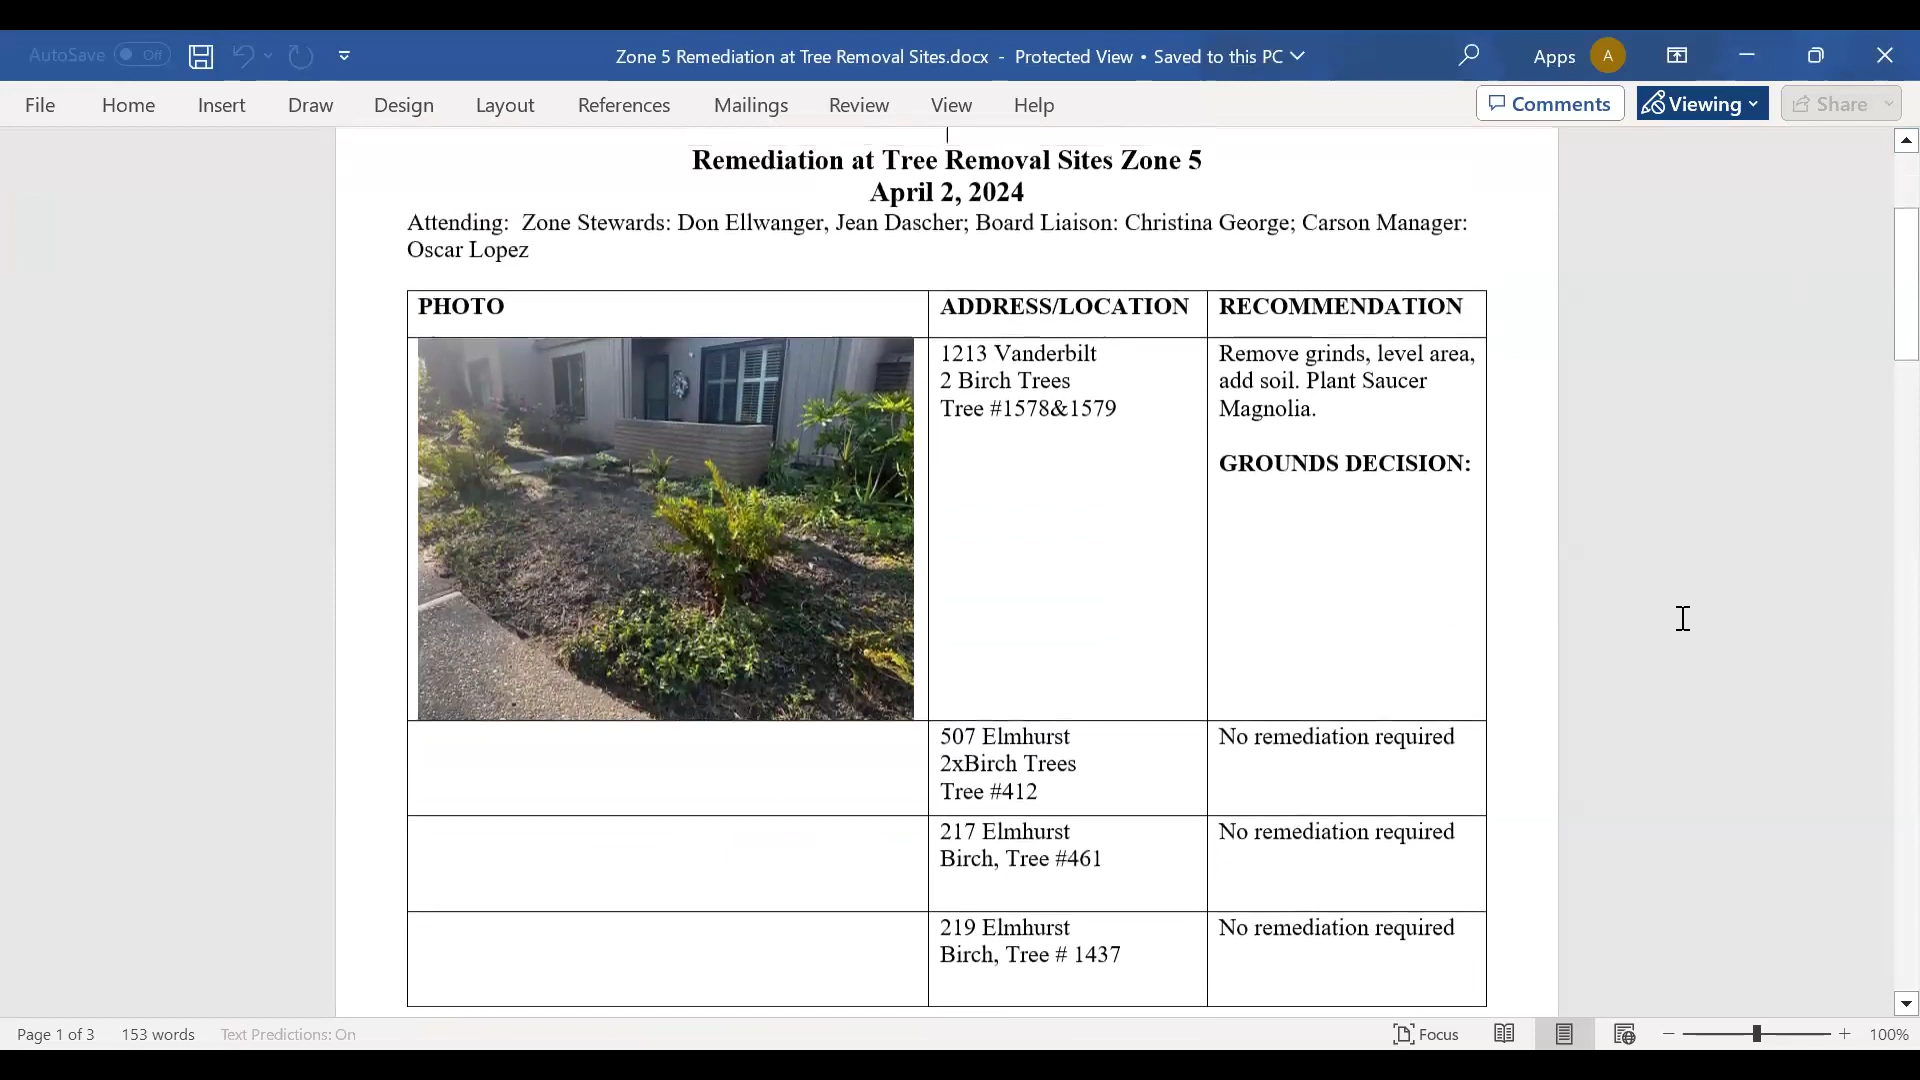 AutoSave Off
Zone 5 Remediation at Tree Removal Sites.docx - Protected View • Saved to this PC
Apps A
File Home Insert Draw Design Layout References Mailings Review View Help
Comments Viewing Share
Remediation at Tree Removal Sites Zone 5
April 2, 2024
Attending: Zone Stewards: Don Ellwanger, Jean Dascher; Board Liaison: Christina George; Carson Manager:
Oscar Lopez
PHOTO ADDRESS/LOCATION RECOMMENDATION
1213 Vanderbilt
2 Birch Trees
Tree #1578&1579
Remove grinds, level area,
add soil. Plant Saucer
Magnolia.
GROUNDS DECISION:
507 Elmhurst
2xBirch Trees
Tree #412
No remediation required
217 Elmhurst
Birch, Tree #461
No remediation required
219 Elmhurst
Birch, Tree # 1437
No remediation required
Page 1 of 3 153 words Text Predictions: On
Focus 100%